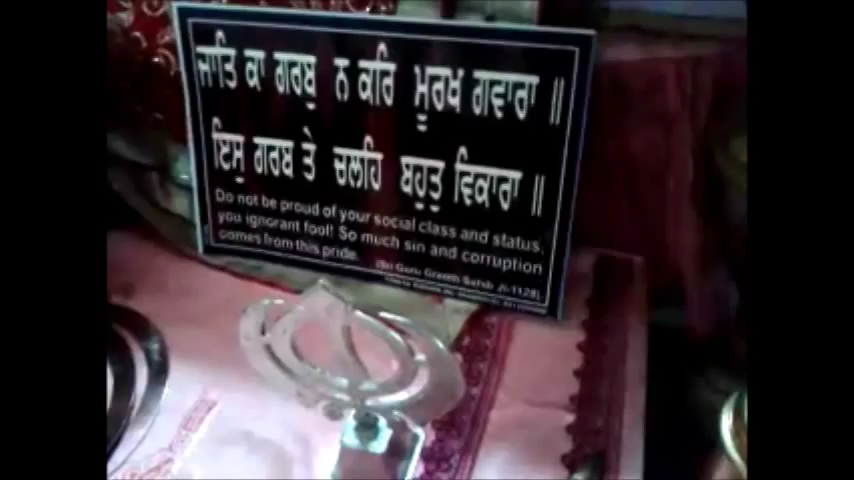 ਜਾਤਿ ਕਾ ਗਰਬੁ ਨ ਕਰਿ ਮੂਰਖ ਗਵਾਰਾ ॥
ਇਸੁ ਗਰਬ ਤੇ ਚਲਹਿ ਬਹੁਤੁ ਵਿਕਾਰਾ ॥
Do not be proud of your social class and status,
you ignorant fool! So much sin and corruption
comes from this pride.
(Sri Guru Granth Sahib Ji-1128)